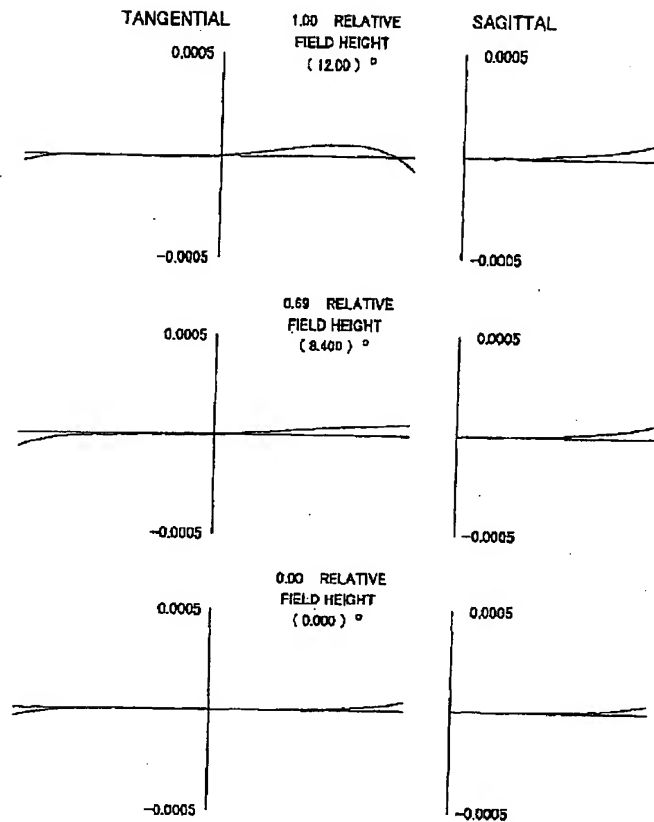 TANGENTIAL
1.00 RELATIVE
FIELD HEIGHT
(12.00) º
SAGITTAL
0.0005
0.0005
-0.0005
-0.0005
0.69 RELATIVE
FIELD HEIGHT
(8.400) º
0.0005
0.0005
-0.0005
-0.0005
0.00 RELATIVE
FIELD HEIGHT
(0.000) º
0.0005
0.0005
-0.0005
-0.0005